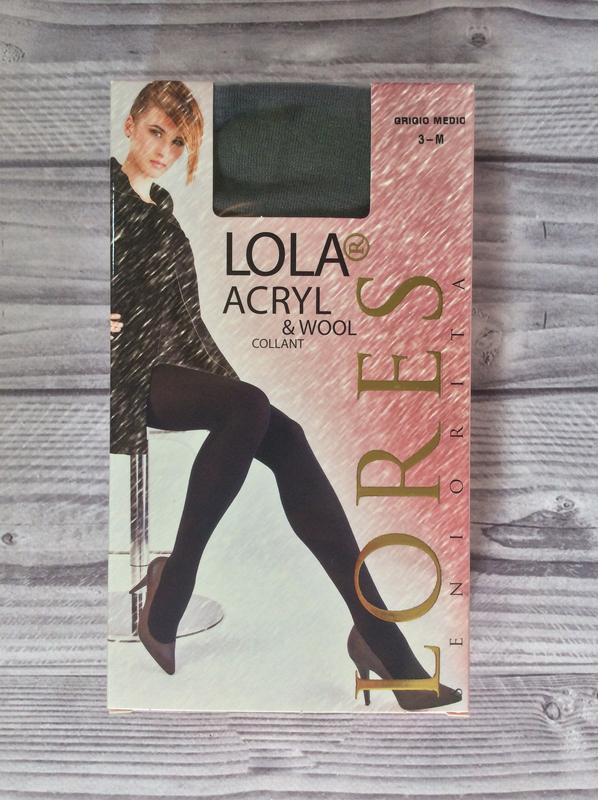 GRIGIO MEDIO
3-M
LOLA
ACRYL
& WOOL
COLLANT
LORES®
SENIORITA